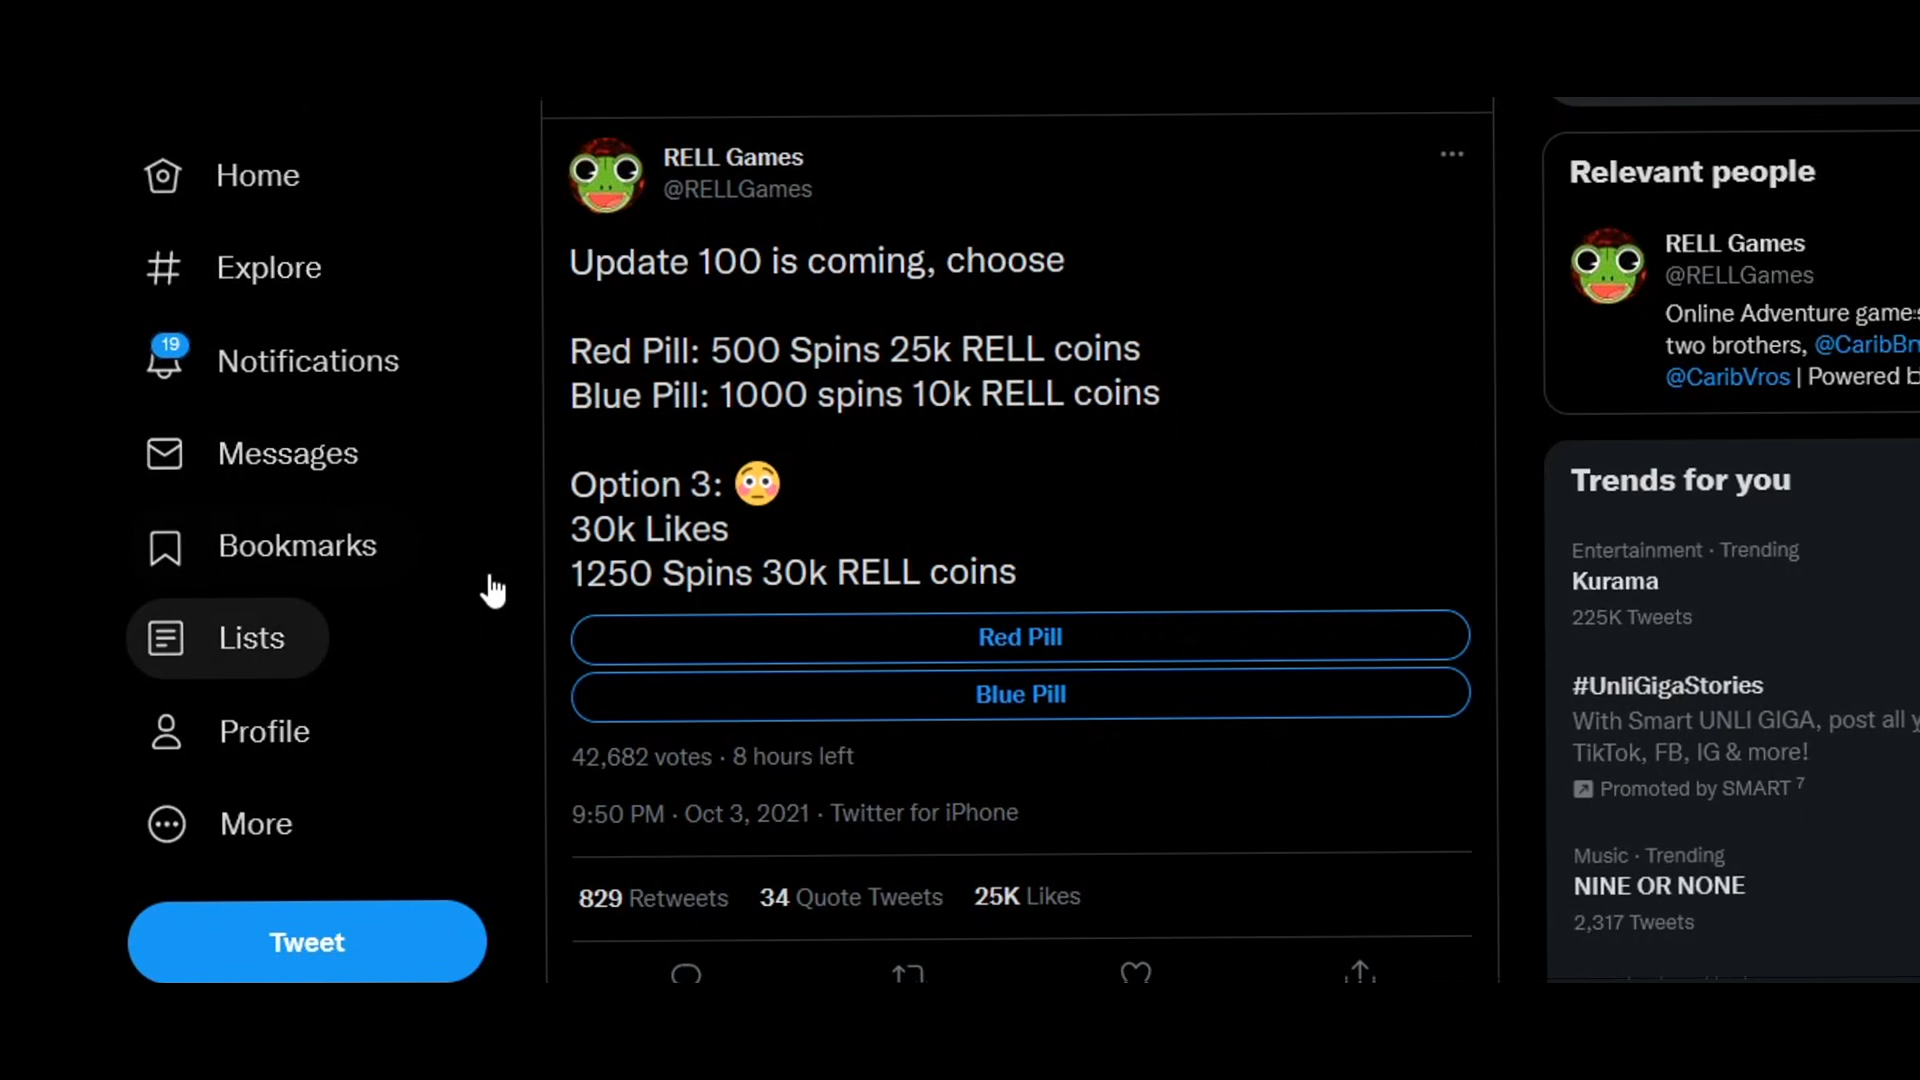 Home
Explore
19
Notifications
Messages
Bookmarks
Lists
Profile
More
Tweet
RELL Games
@RELLGames
Update 100 is coming, choose
Red Pill: 500 Spins 25k RELL coins
Blue Pill: 1000 spins 10k RELL coins
Option 3: 😳
30k Likes
1250 Spins 30k RELL coins
Red Pill
Blue Pill
42,682 votes · 8 hours left
9:50 PM · Oct 3, 2021 · Twitter for iPhone
829 Retweets 34 Quote Tweets 25K Likes
Relevant people
RELL Games
@RELLGames
Online Adventure games
two brothers, @CaribBr
@CaribVros | Powered
Trends for you
Entertainment · Trending
Kurama
225K Tweets
#UnliGigaStories
With Smart UNLI GIGA, post all
TikTok, FB, IG & more!
Promoted by SMART 7
Music · Trending
NINE OR NONE
2,317 Tweets